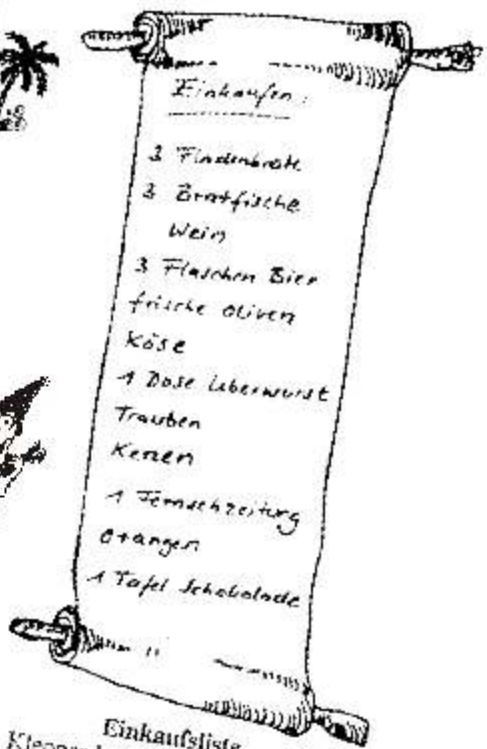 Einkaufen:
3 Fladenbrote
3 Bratfische
Wein
3 Flaschen Bier
frische Oliven
Käse
1 Dose Leberwurst
Trauben
Kerzen
1 Fernsehzeitung
Orangen
1 Tafel Schokolade
Einkaufsliste